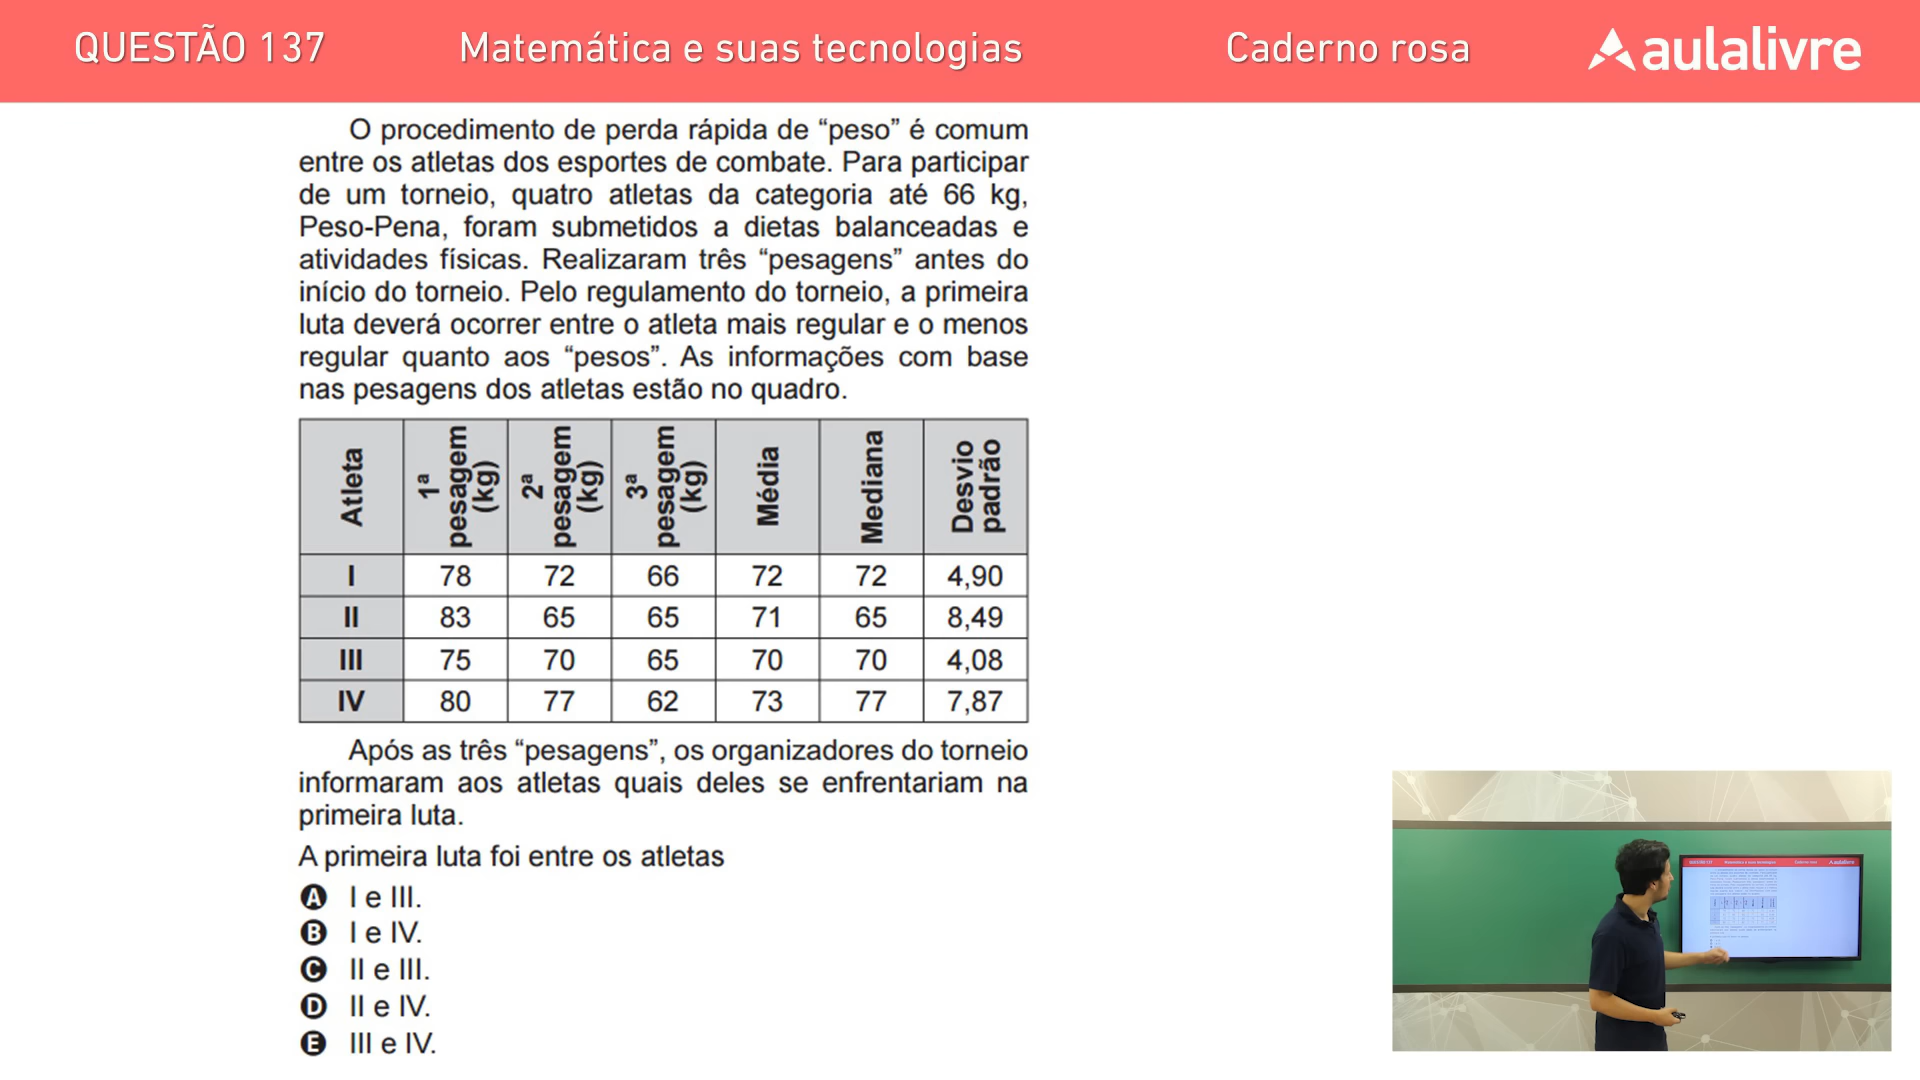 QUESTÃO 137 Matemática e suas tecnologias Caderno rosa aulalivre
O procedimento de perda rápida de “peso” é comum
entre os atletas dos esportes de combate. Para participar
de um torneio, quatro atletas da categoria até 66 kg,
Peso-Pena, foram submetidos a dietas balanceadas e
atividades físicas. Realizaram três “pesagens” antes do
início do torneio. Pelo regulamento do torneio, a primeira
luta deverá ocorrer entre o atleta mais regular e o menos
regular quanto aos “pesos”. As informações com base
nas pesagens dos atletas estão no quadro.
Atleta 1ª pesagem (kg) 2ª pesagem (kg) 3ª pesagem (kg) Média Mediana Desvio padrão
I 78 72 66 72 72 4,90
II 83 65 65 71 65 8,49
III 75 70 65 70 70 4,08
IV 80 77 62 73 77 7,87
Após as três “pesagens”, os organizadores do torneio
informaram aos atletas quais deles se enfrentariam na
primeira luta.
A primeira luta foi entre os atletas
A I e III.
B I e IV.
C II e III.
D II e IV.
E III e IV.